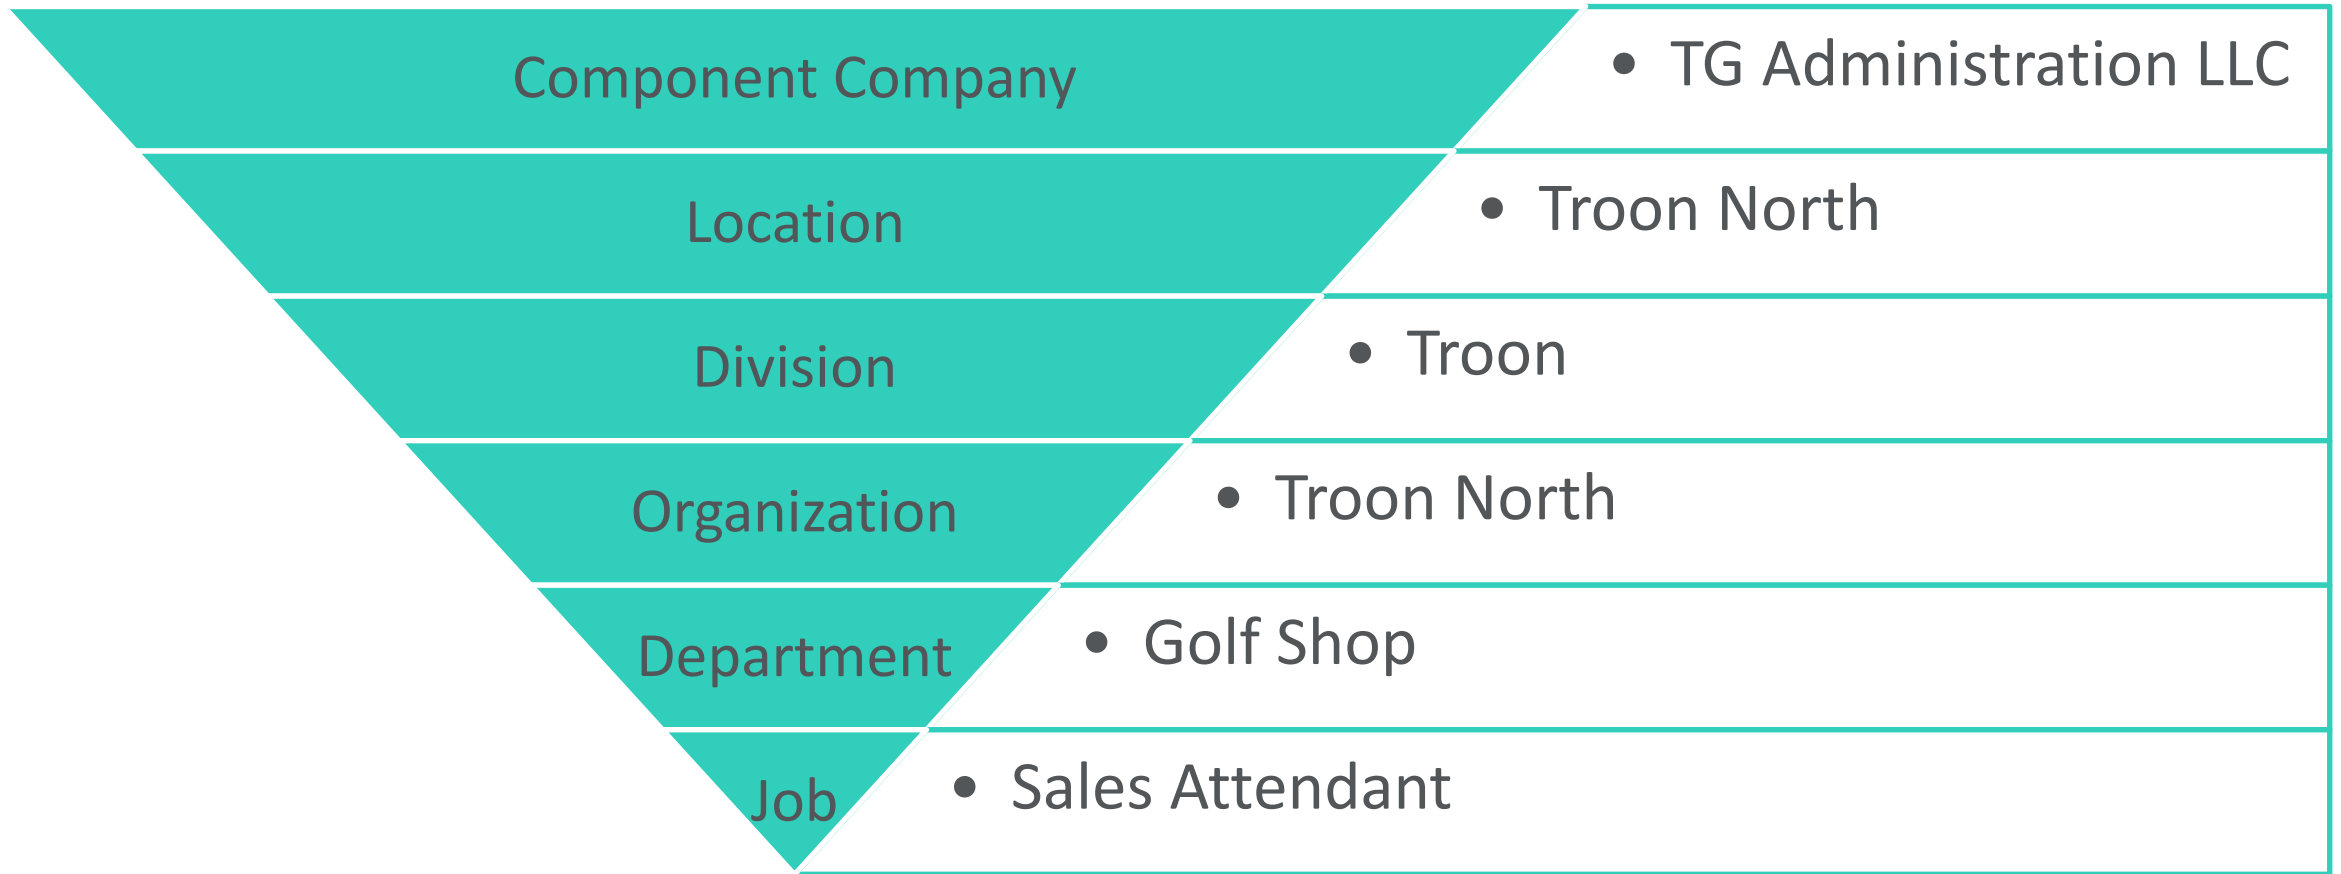 Component Company
• TG Administration LLC
Location
• Troon North
Division
• Troon
Organization
• Troon North
Department
• Golf Shop
Job
• Sales Attendant